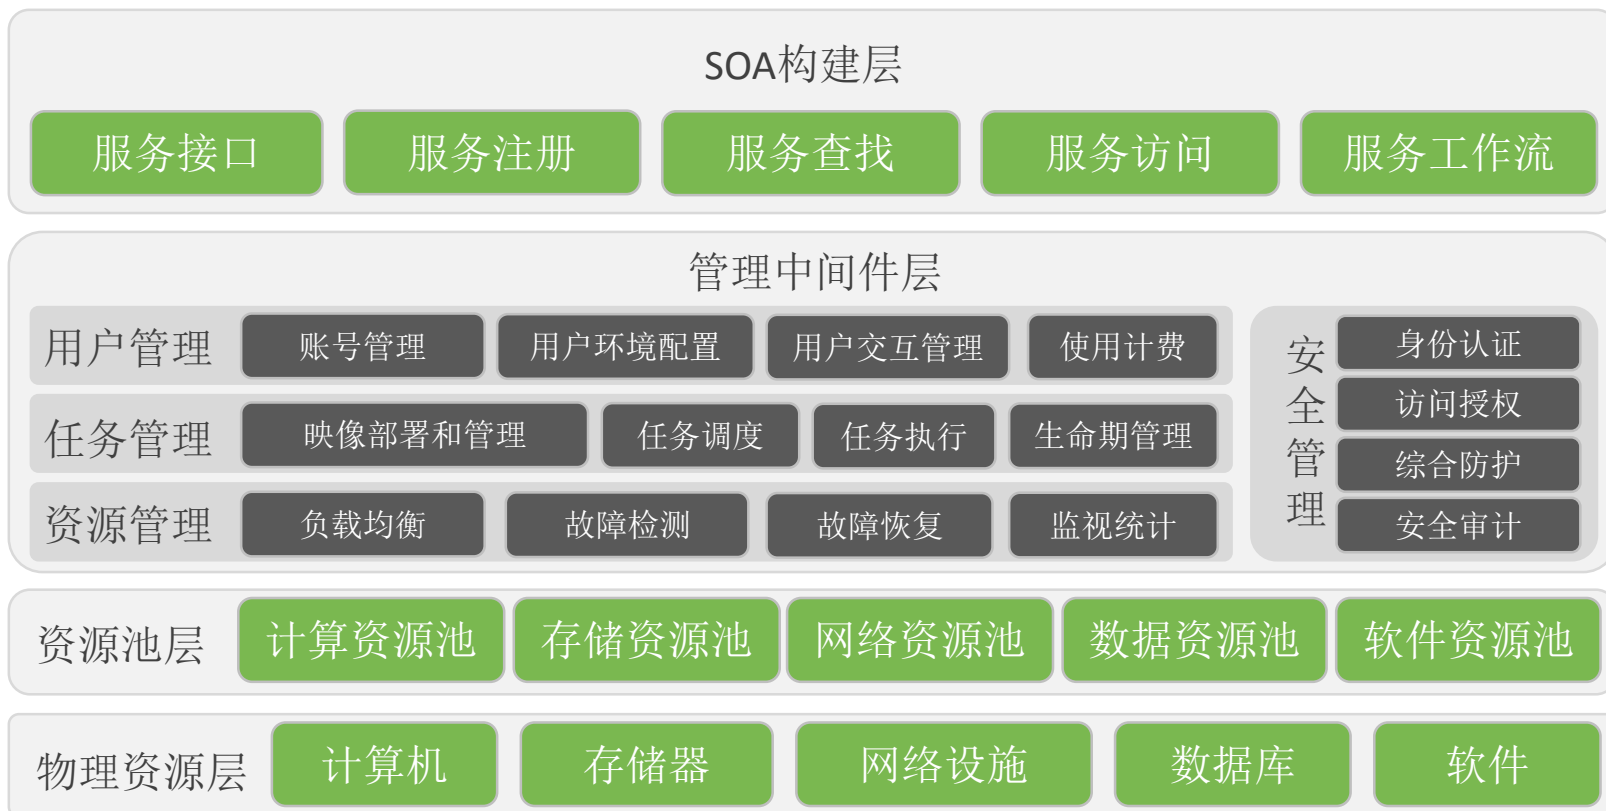 SOA构建层
服务接口 服务注册 服务查找 服务访问 服务工作流
管理中间件层
用户管理 账号管理 用户环境配置 用户交互管理 使用计费
任务管理 映像部署和管理 任务调度 任务执行 生命期管理
资源管理 负载均衡 故障检测 故障恢复 监视统计
安全管理
身份认证
访问授权
综合防护
安全审计
资源池层 计算资源池 存储资源池 网络资源池 数据资源池 软件资源池
物理资源层 计算机 存储器 网络设施 数据库 软件